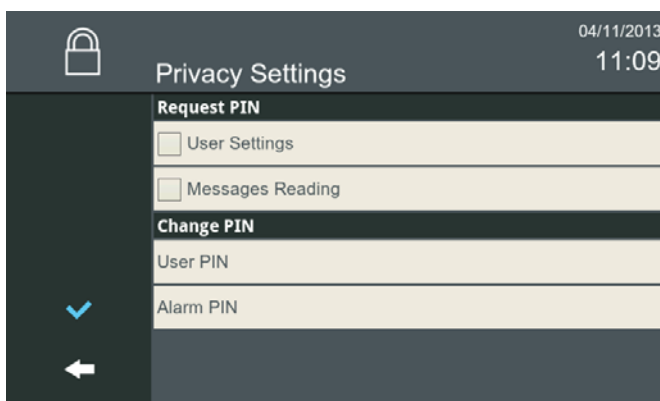 04/11/2013
11:09
Privacy Settings
Request PIN
User Settings
Messages Reading
Change PIN
User PIN
Alarm PIN